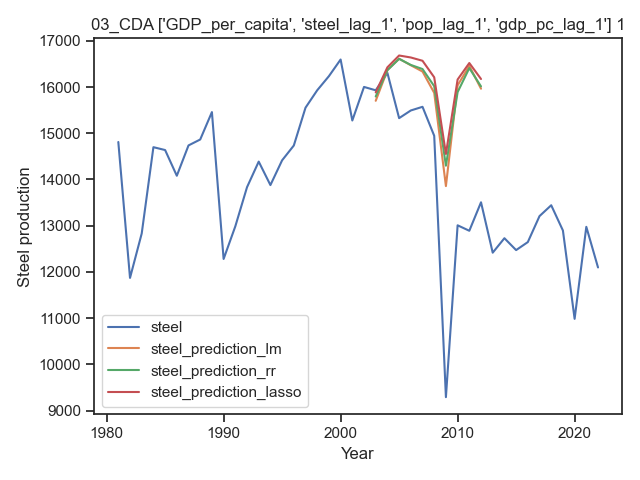 03_CDA ['GDP_per_capita', 'steel_lag_1', 'pop_lag_1', 'gdp_pc_lag_1'] 1
17000
16000
15000
14000
13000
12000
11000
10000
9000
Steel production
steel
steel_prediction_lm
steel_prediction_rr
steel_prediction_lasso
1980
1990
2000
2010
2020
Year